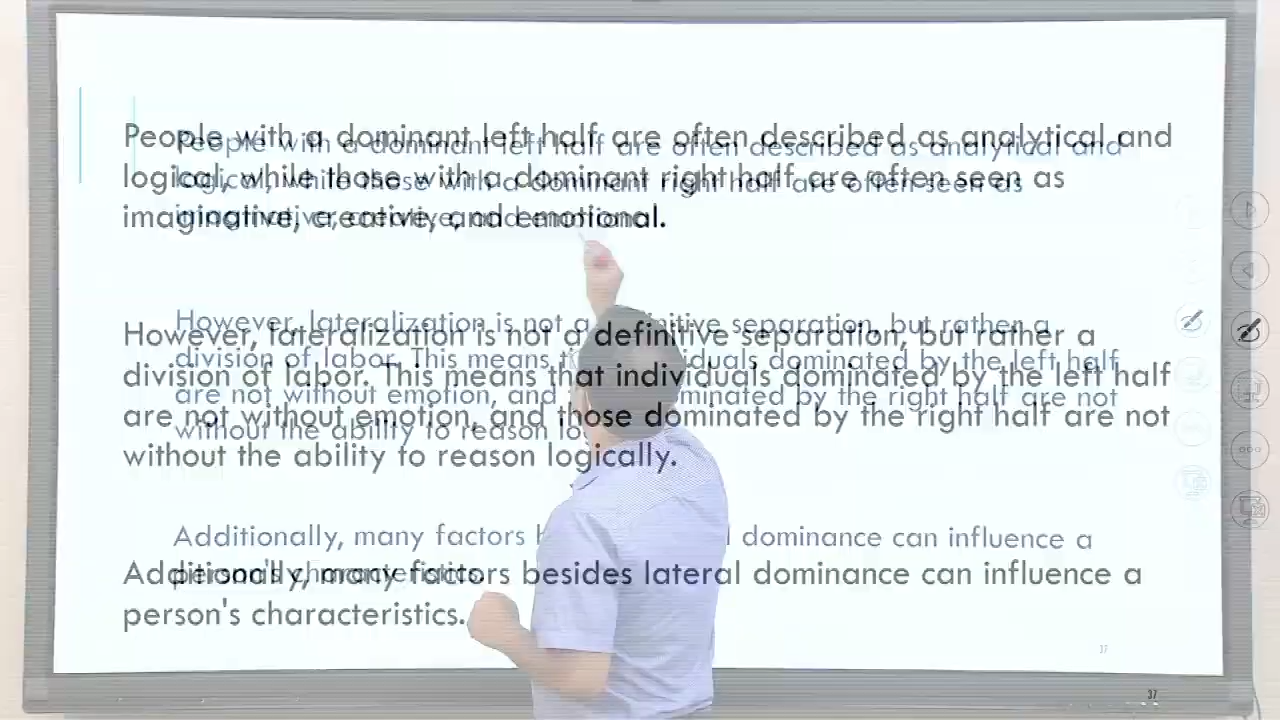 People with a dominant left half are often described as analytical and
logical, while those with a dominant right half are often seen as
imaginative, creative, and emotional.
However, lateralization is not a definitive separation, but rather a
division of labor. This means that individuals dominated by the left half
are not without emotion, and those dominated by the right half are not
without the ability to reason logically.
Additionally, many factors besides lateral dominance can influence a
person's characteristics.
37